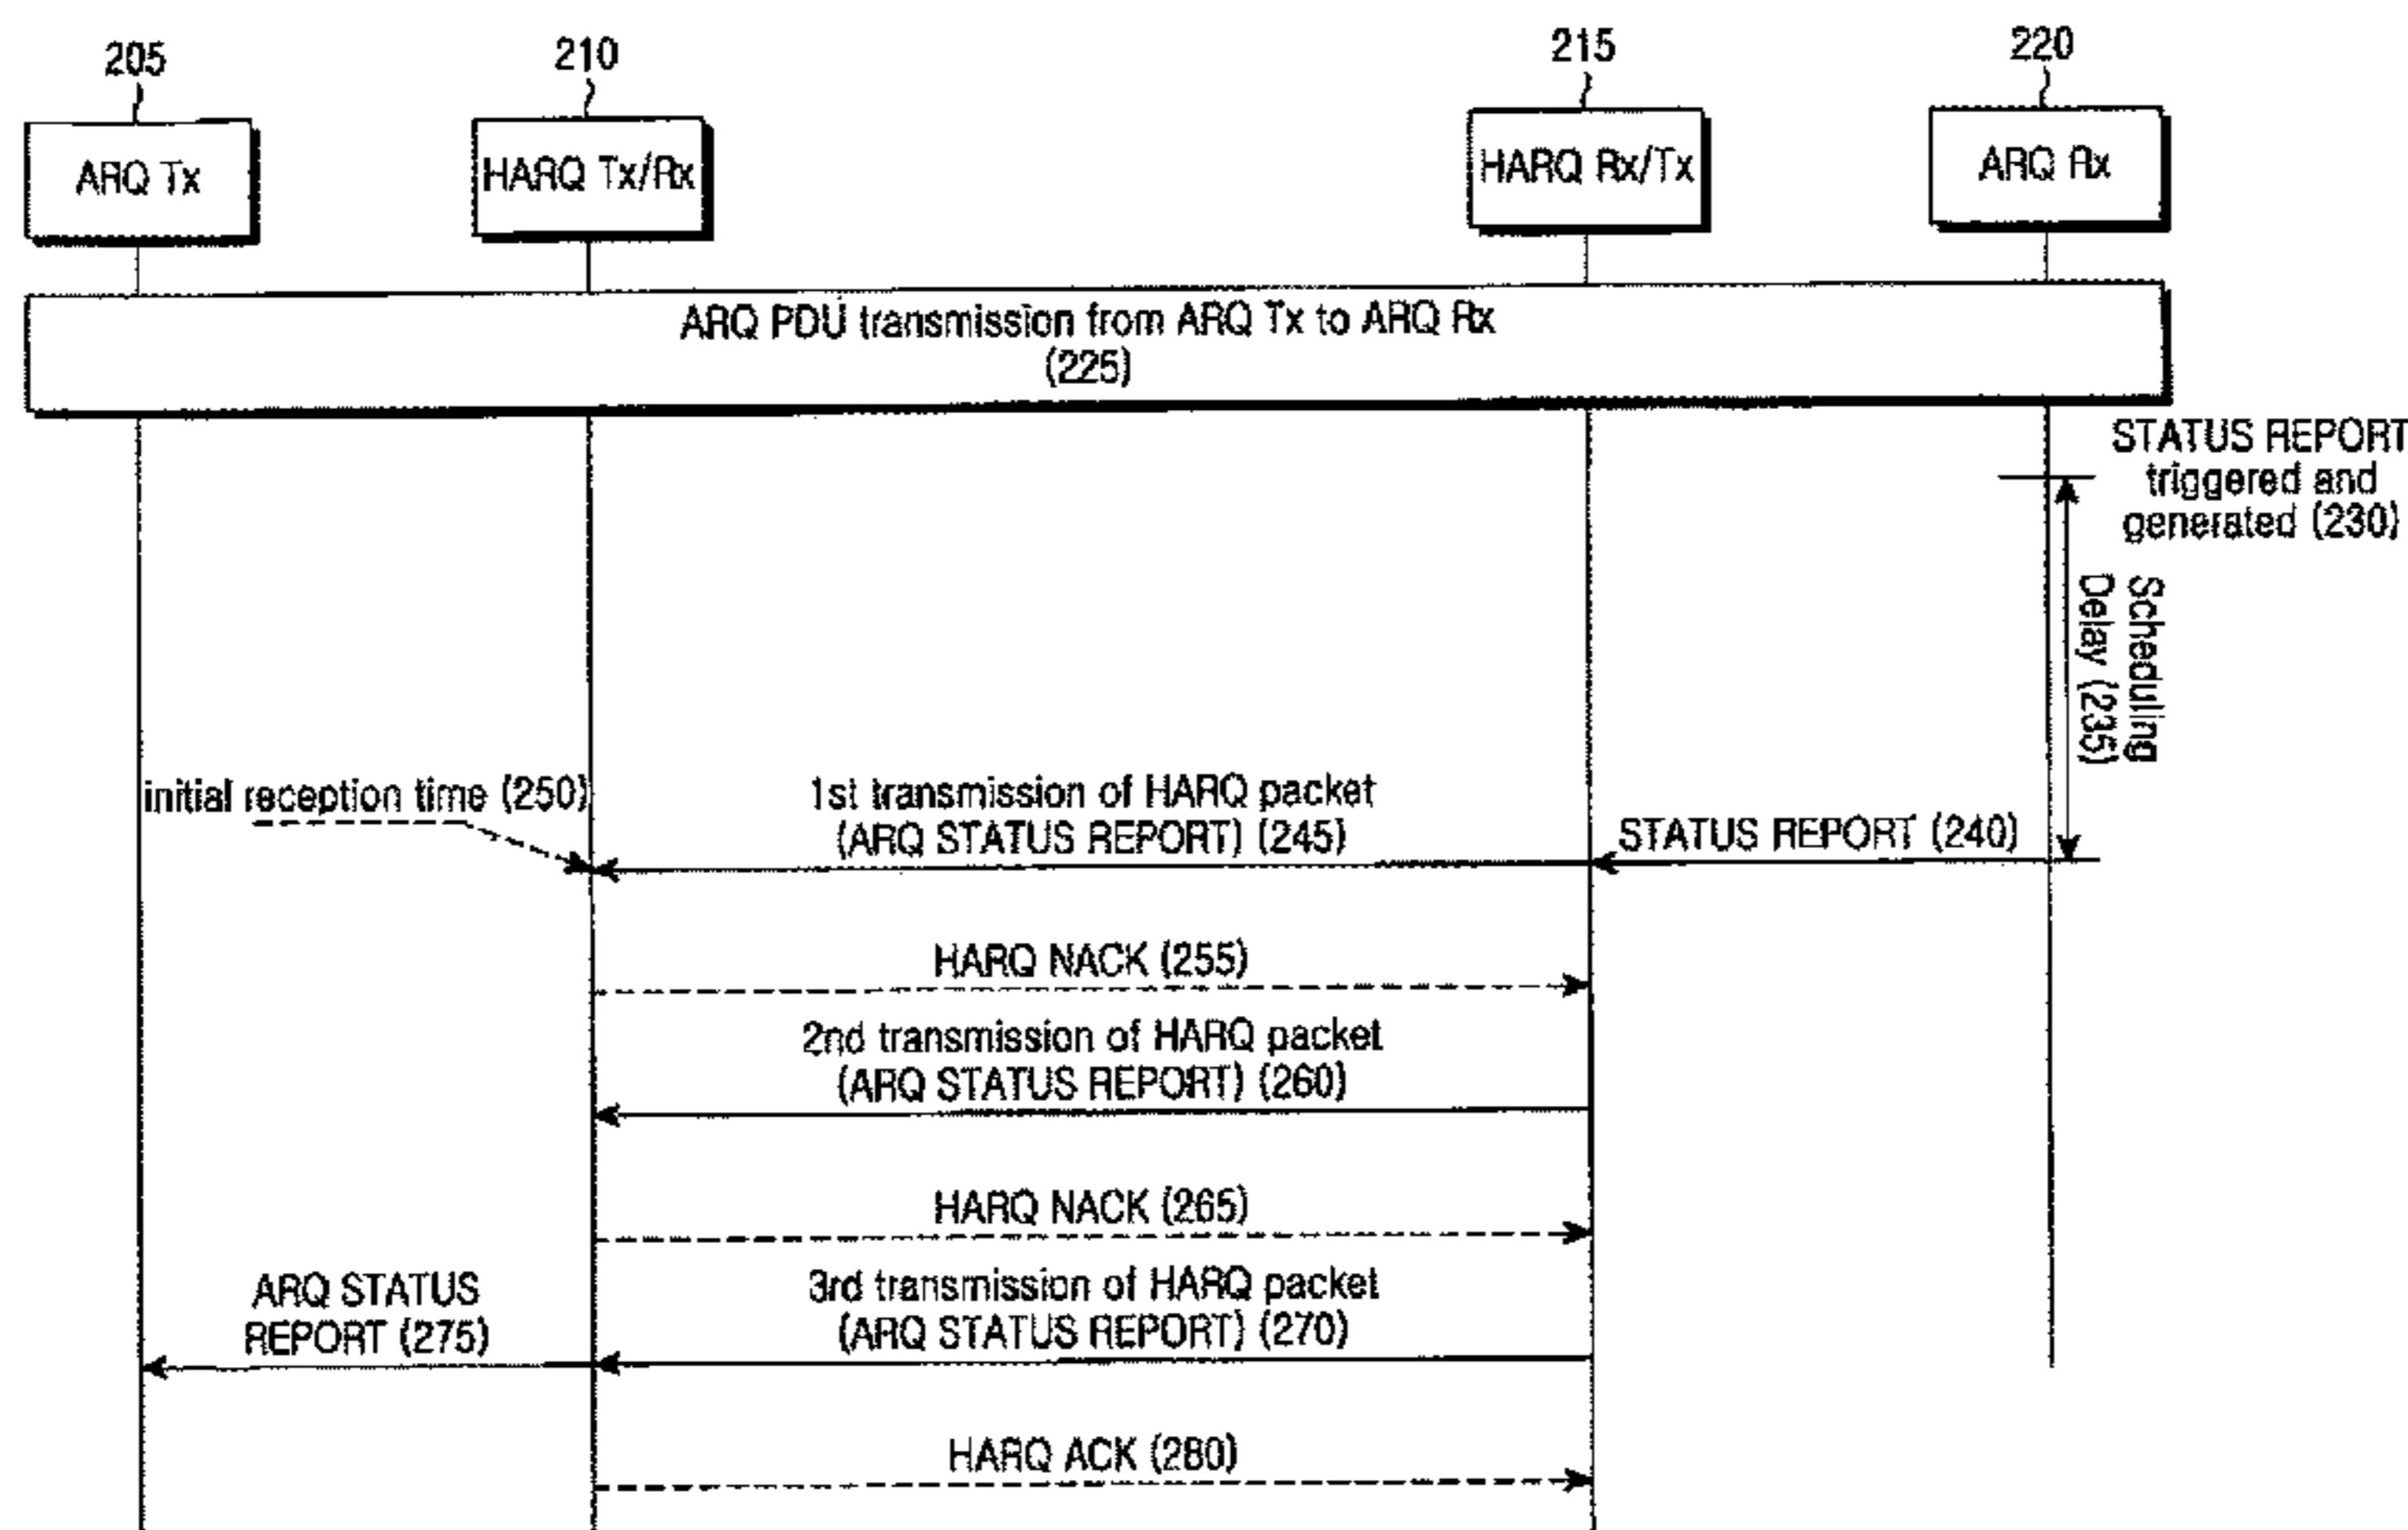 205
210
215
220
ARQ Tx
HARQ Tx/Rx
HARQ Rx/Tx
ARQ Rx
ARQ PDU transmission from ARQ Tx to ARQ Rx
(225)
STATUS REPORT
triggered and
generated (230)
Scheduling
Delay (235)
initial reception time (250)
1st transmission of HARQ packet
(ARQ STATUS REPORT) (245)
STATUS REPORT (240)
HARQ NACK (255)
2nd transmission of HARQ packet
(ARQ STATUS REPORT) (260)
HARQ NACK (265)
ARQ STATUS
REPORT (275)
3rd transmission of HARQ packet
(ARQ STATUS REPORT) (270)
HARQ ACK (280)